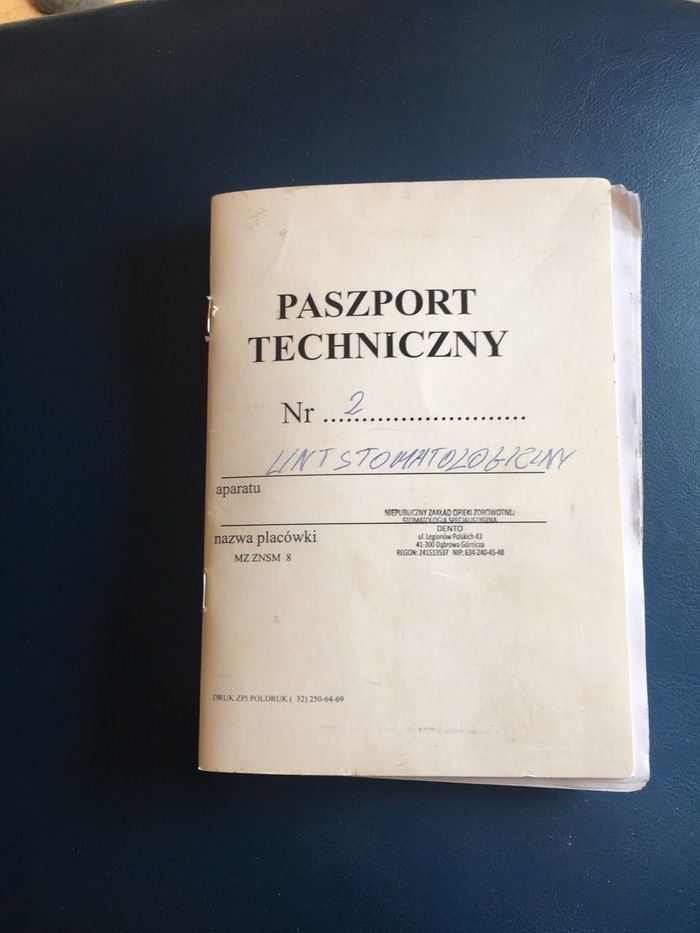 PASZPORT
TECHNICZNY
Nr ...2.......................
UNIT STOMATOLOGICZNY
aparatu
NIEPUBLICZNY ZAKŁAD OPIEKI ZDROWOTNEJ
STOMATOLOGIA SPECJALISTYCZNA
DENTO
nazwa placówki
ul. Legionów Polskich 43
41-300 Dąbrowa Górnicza
MZ ZNSM 8
REGON: 241513537 NIP: 634-240-45-48
DRUK ZPI POLDRUK ( 32) 250-64-69